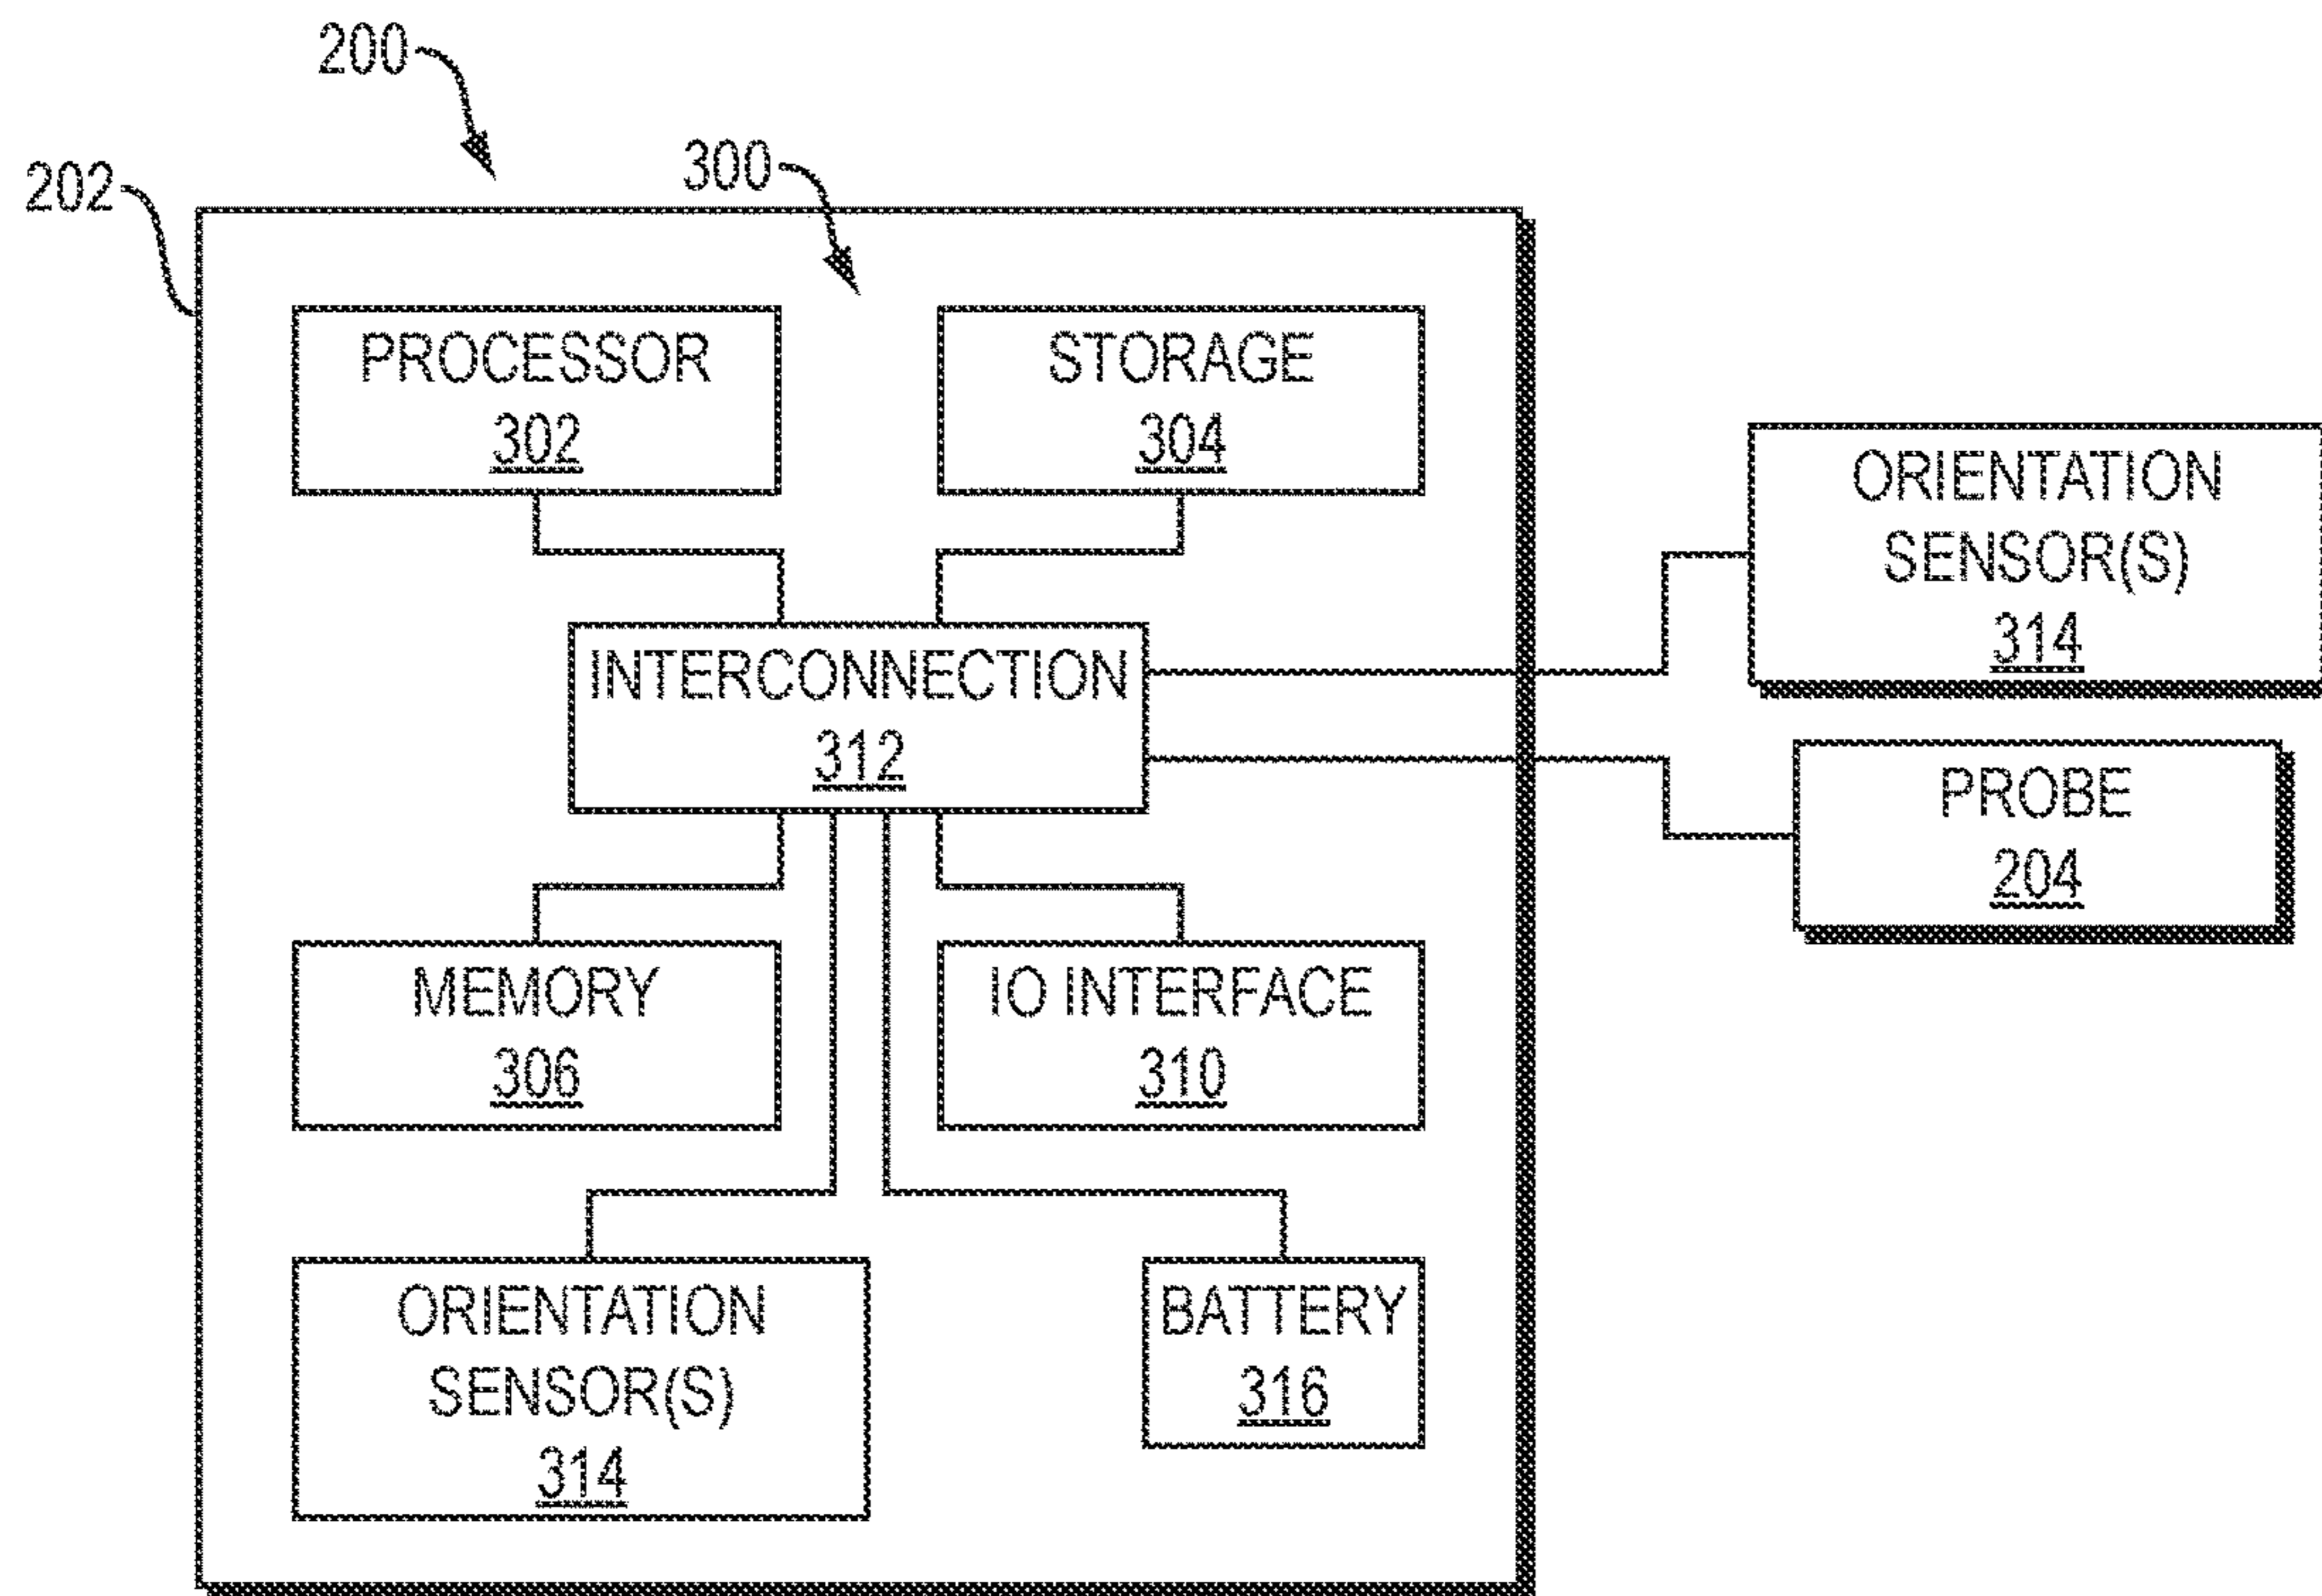 200
300
202
PROCESSOR
302
STORAGE
304
ORIENTATION
SENSOR(S)
314
INTERCONNECTION
312
PROBE
204
MEMORY
306
IO INTERFACE
310
ORIENTATION
SENSOR(S)
314
BATTERY
316